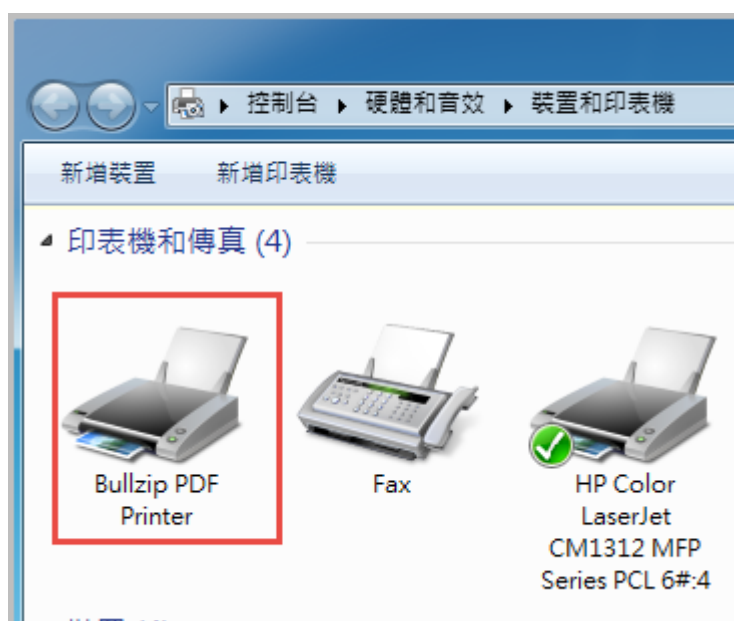 控制台 ▸ 硬體和音效 ▸ 裝置和印表機
新增裝置 新增印表機
印表機和傳真 (4)
Bullzip PDF
Printer
Fax
HP Color
LaserJet
CM1312 MFP
Series PCL 6#:4